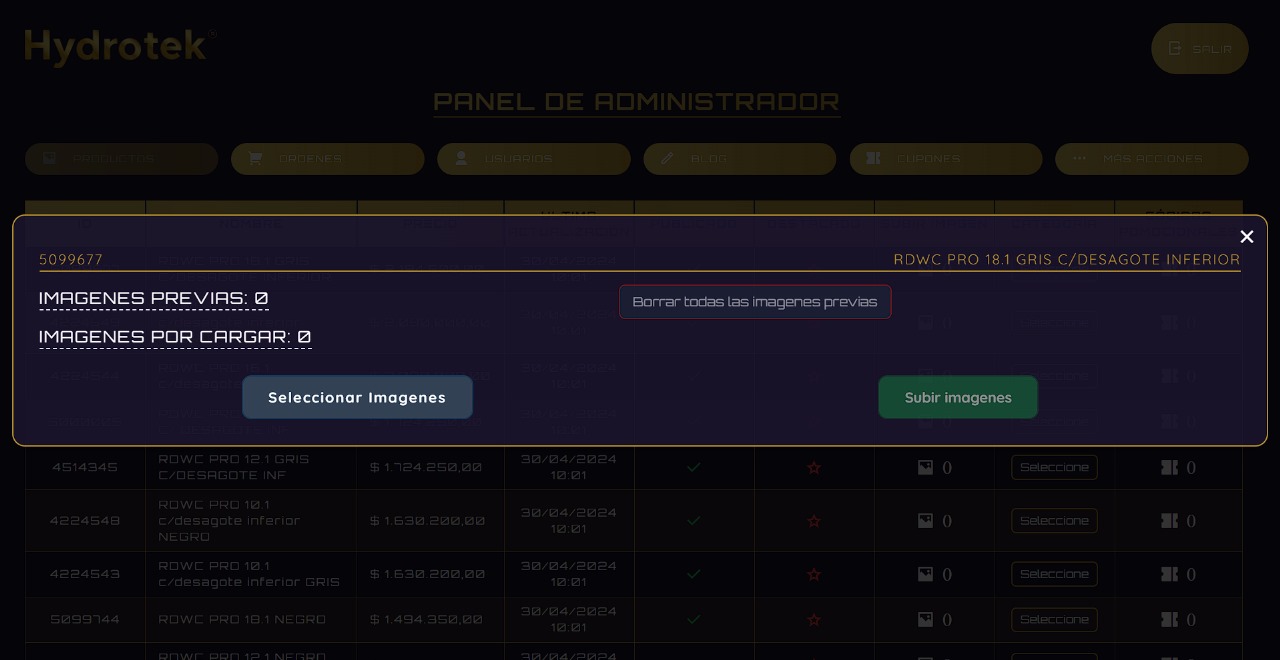 Hydrotek
SALIR
PANEL DE ADMINISTRADOR
PRODUCTOS
ORDENES
USUARIOS
BLOG
CUPONES
MÁS ACCIONES
5099677
RDWC PRO 18.1 GRIS C/DESAGOTE INFERIOR
IMAGENES PREVIAS: 0
Borrar todas las imagenes previas
IMAGENES POR CARGAR: 0
Seleccionar Imagenes
Subir imagenes
4514345
RDWC PRO 12.1 GRIS
C/DESAGOTE INF
$ 1.724.250,00
30/04/2024
10:01
0
Seleccione
0
4224548
RDWC PRO 10.1
c/desagote inferior
NEGRO
$ 1.630.200,00
30/04/2024
10:01
0
Seleccione
0
4224543
RDWC PRO 10.1
c/desagote inferior GRIS
$ 1.630.200,00
30/04/2024
10:01
0
Seleccione
0
5099744
RDWC PRO 18.1 NEGRO
$ 1.494.350,00
30/04/2024
10:01
0
Seleccione
0
RDWC PRO 12.1 NEGRO
30/04/2024